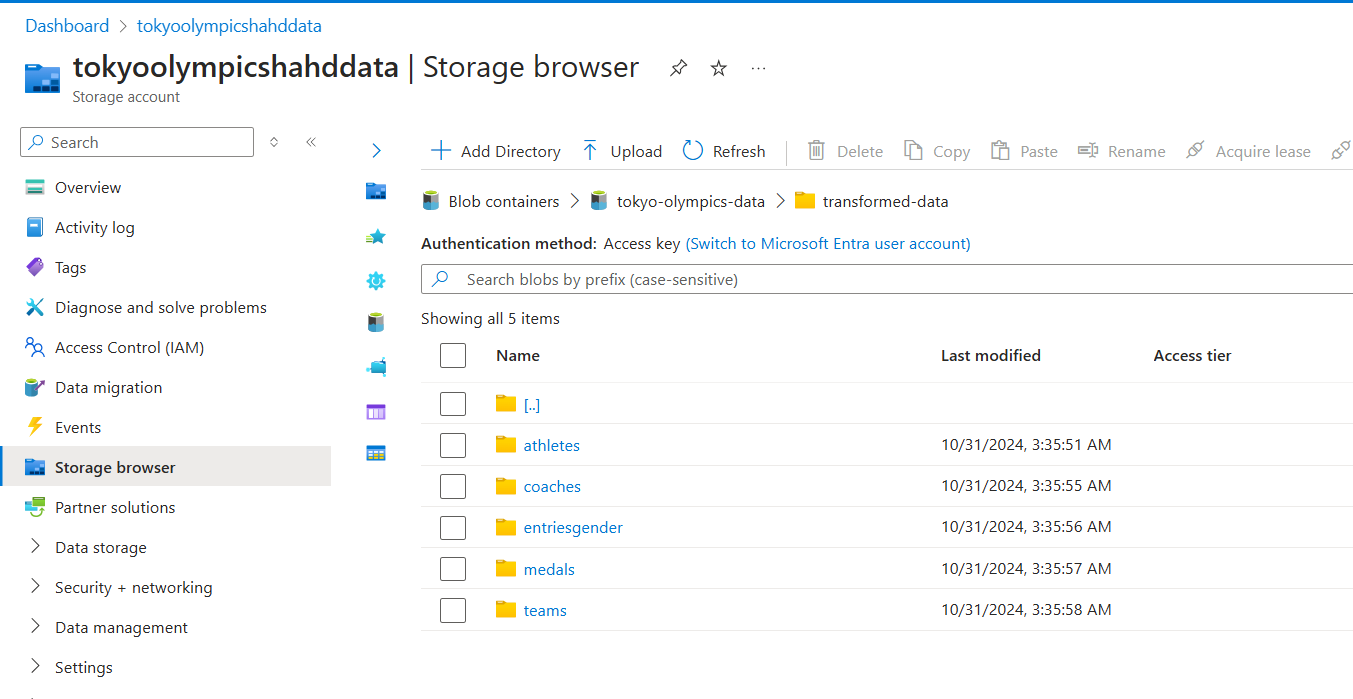 Dashboard > tokyoolympicshahddata
tokyoolympicshahddata | Storage browser
Storage account
Search
Overview
Activity log
Tags
Diagnose and solve problems
Access Control (IAM)
Data migration
Events
Storage browser
Partner solutions
Data storage
Security + networking
Data management
Settings
Add Directory Upload Refresh Delete Copy Paste Rename Acquire lease
Blob containers > tokyo-olympics-data > transformed-data
Authentication method: Access key (Switch to Microsoft Entra user account)
Search blobs by prefix (case-sensitive)
Showing all 5 items
Name Last modified Access tier
[..]
athletes 10/31/2024, 3:35:51 AM
coaches 10/31/2024, 3:35:55 AM
entriesgender 10/31/2024, 3:35:56 AM
medals 10/31/2024, 3:35:57 AM
teams 10/31/2024, 3:35:58 AM